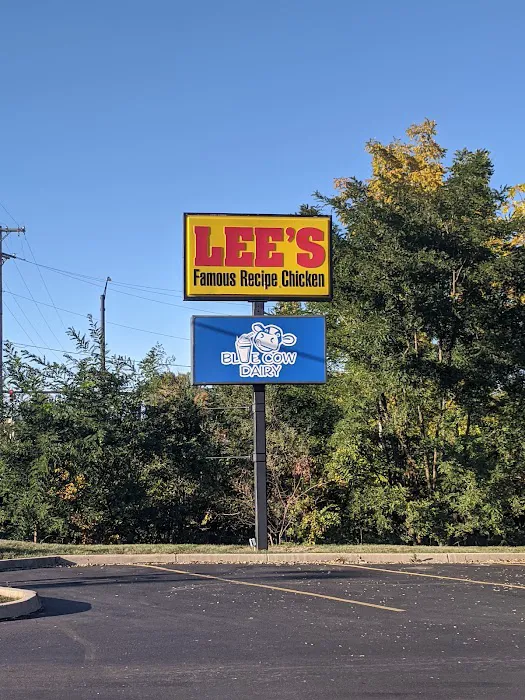 LEE'S
Famous Recipe Chicken
BLUE COW
DAIRY